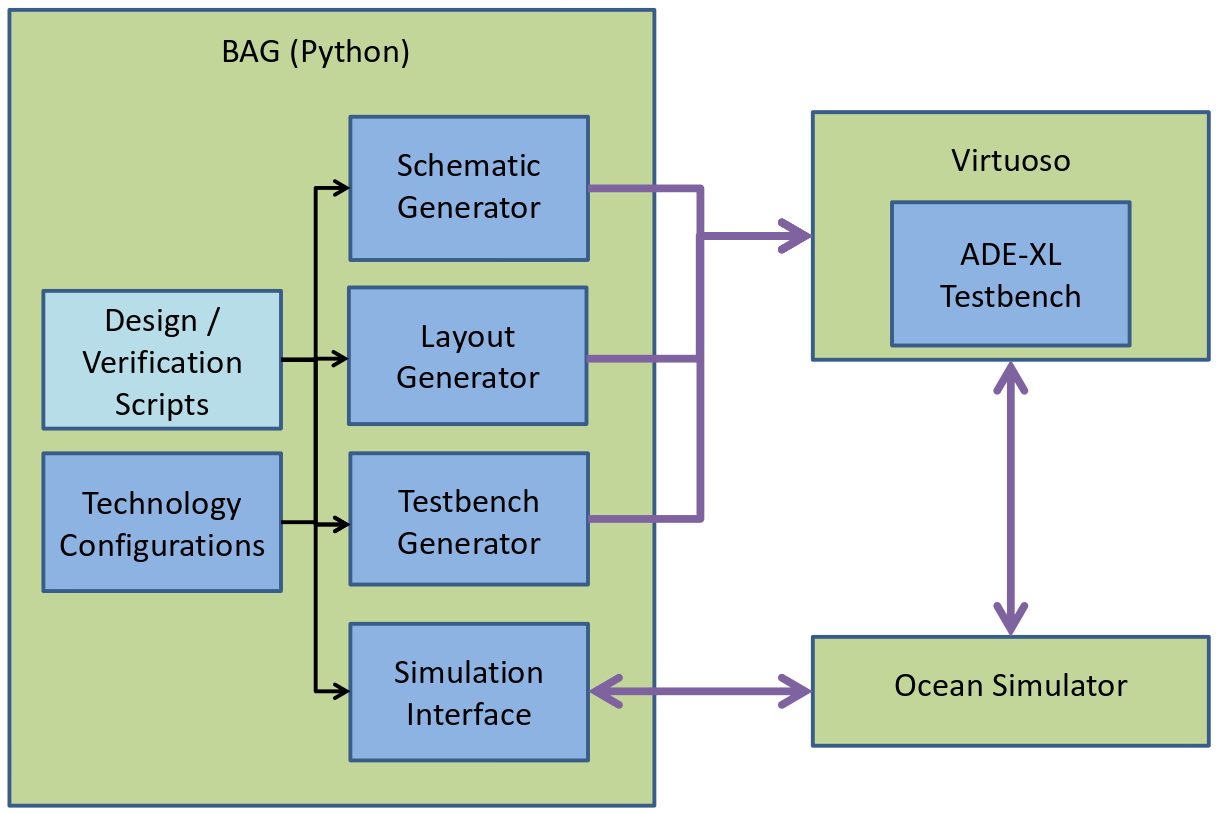 BAG (Python)
Schematic
Generator
Design /
Verification
Scripts
Layout
Generator
Technology
Configurations
Testbench
Generator
Simulation
Interface
Virtuoso
ADE-XL
Testbench
Ocean Simulator